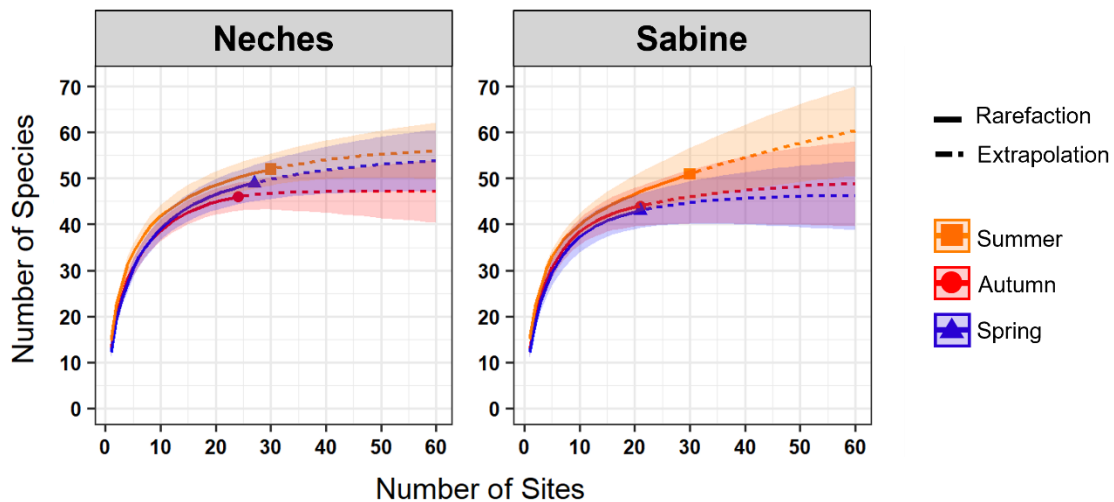 Neches
Sabine
Number of Species
70
60
50
40
30
20
10
0
0 10 20 30 40 50 60
70
60
50
40
30
20
10
0
0 10 20 30 40 50 60
Number of Sites
Rarefaction
Extrapolation
Summer
Autumn
Spring